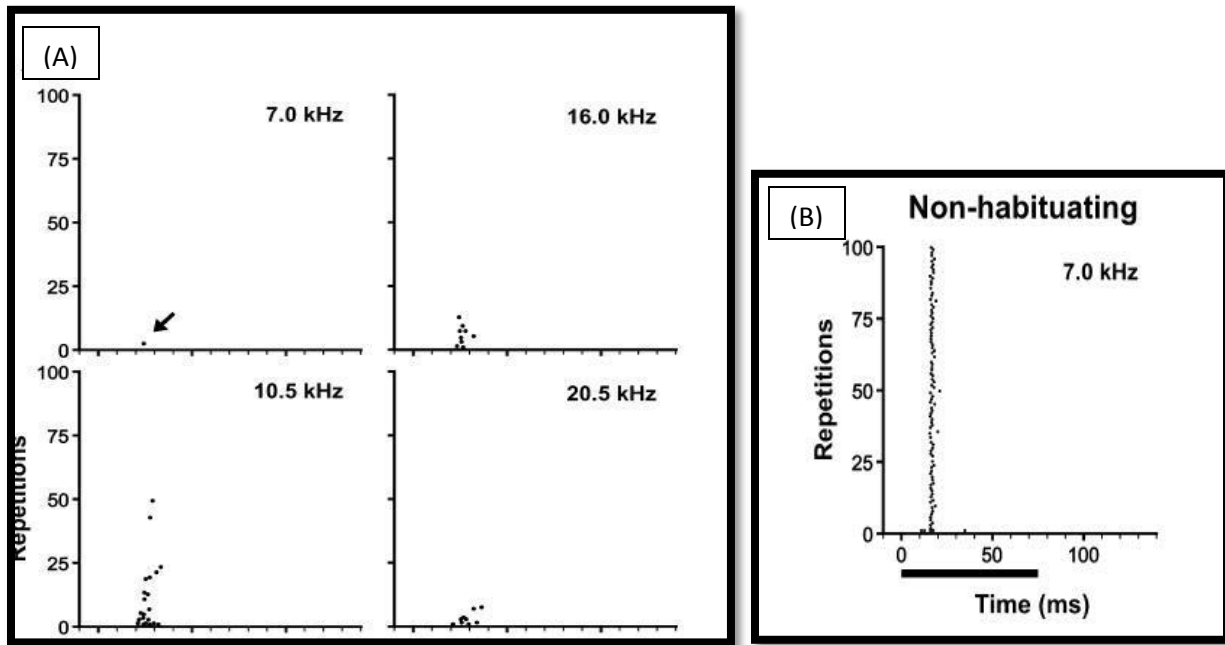 (A)
100
75
50
25
0
7.0 kHz
16.0 kHz
100
75
50
25
0
Repetitions
10.5 kHz
20.5 kHz
(B)
Non-habituating
7.0 kHz
100
75
50
25
0
Repetitions
0 50 100
Time (ms)